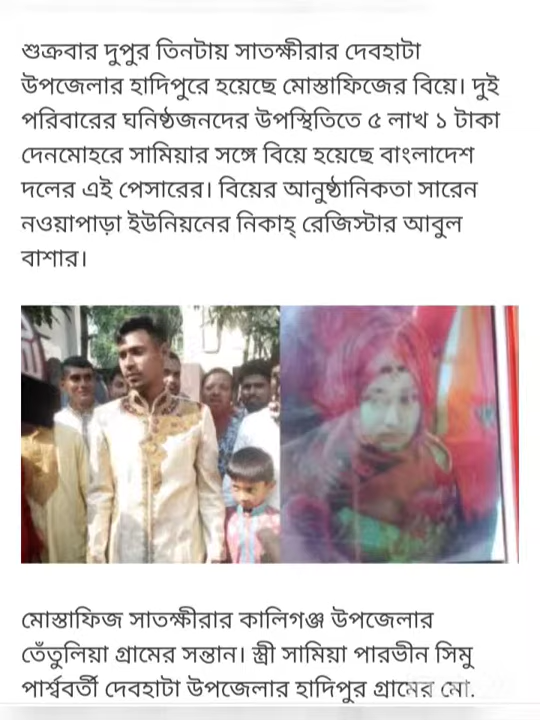 শুক্রবার দুপুর তিনটায় সাতক্ষীরার দেবহাটা
উপজেলার হাদিপুরে হয়েছে মোস্তাফিজের বিয়ে। দুই
পরিবারের ঘনিষ্ঠজনদের উপস্থিতিতে ৫ লাখ ১ টাকা
দেনমোহরে সামিয়ার সঙ্গে বিয়ে হয়েছে বাংলাদেশ
দলের এই পেসারের। বিয়ের আনুষ্ঠানিকতা সারেন
নওয়াপাড়া ইউনিয়নের নিকাহ্ রেজিস্টার আবুল
বাশার।
মোস্তাফিজ সাতক্ষীরার কালিগঞ্জ উপজেলার
তেঁতুলিয়া গ্রামের সন্তান। স্ত্রী সামিয়া পারভীন সিমু
পার্শ্ববর্তী দেবহাটা উপজেলার হাদিপুর গ্রামের মো.